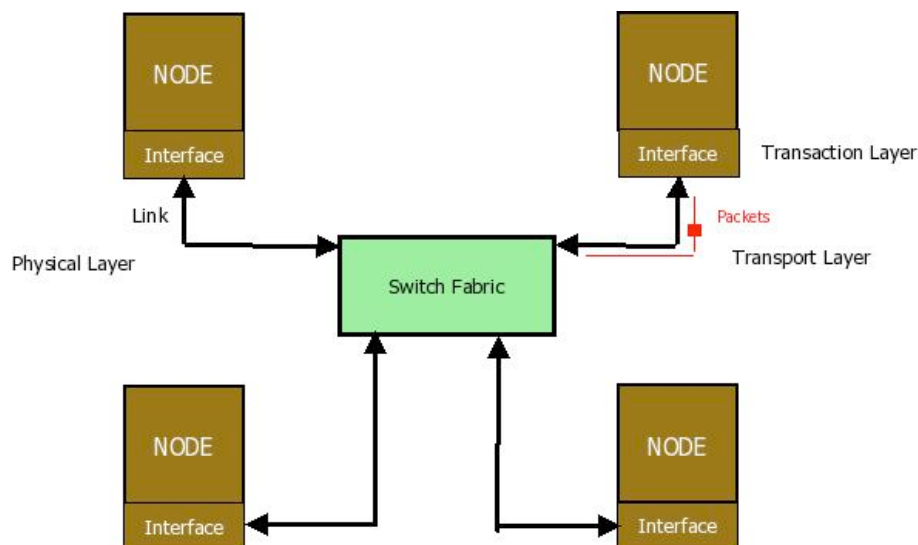 NODE
NODE
Interface
Interface
Transaction Layer
Link
Packets
Physical Layer
Transport Layer
Switch Fabric
NODE
NODE
Interface
Interface